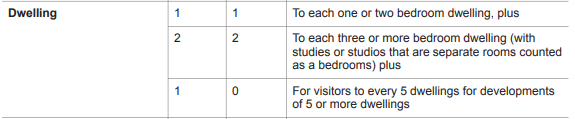 Dwelling 1 1 To each one or two bedroom dwelling, plus
2 2 To each three or more bedroom dwelling (with
studies or studios that are separate rooms counted
as a bedrooms) plus
1 0 For visitors to every 5 dwellings for developments
of 5 or more dwellings